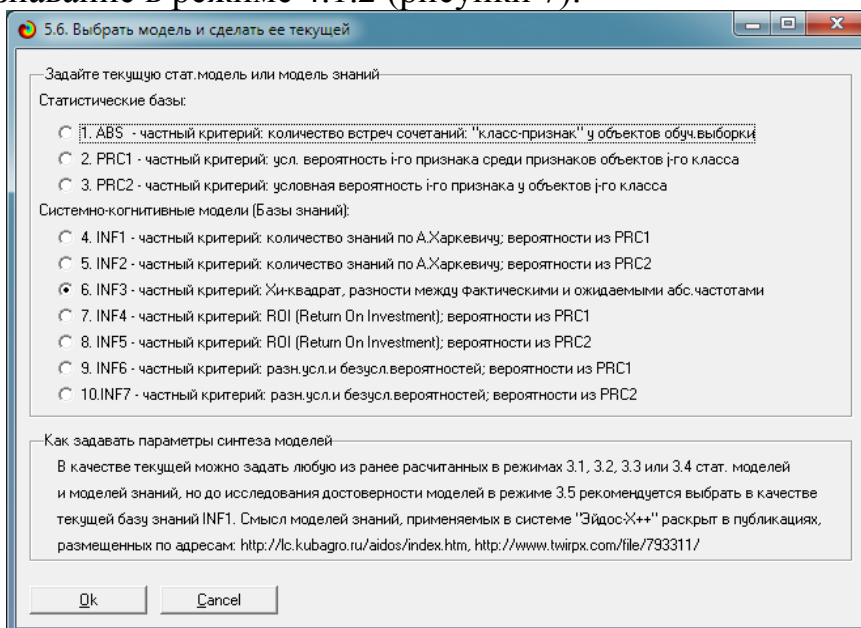 знавание в режиме 4.1.2 (рисунки 7).
5.6. Выбрать модель и сделать ее текущей
Задайте текущую стат.модель или модель знаний
Статистические базы:
1. ABS - частный критерий: количество встреч сочетаний: "класс-признак" у объектов обуч.выборки
2. PRC1 - частный критерий: усл. вероятность i-го признака среди признаков объектов j-го класса
3. PRC2 - частный критерий: условная вероятность i-го признака у объектов j-го класса
Системно-когнитивные модели (Базы знаний):
4. INF1 - частный критерий: количество знаний по А.Харкевичу; вероятности из PRC1
5. INF2 - частный критерий: количество знаний по А.Харкевичу; вероятности из PRC2
6. INF3 - частный критерий: Хи-квадрат, разности между фактическими и ожидаемыми абс.частотами
7. INF4 - частный критерий: ROI (Return On Investment); вероятности из PRC1
8. INF5 - частный критерий: ROI (Return On Investment); вероятности из PRC2
9. INF6 - частный критерий: разн.усл.и безусл.вероятностей; вероятности из PRC1
10.INF7 - частный критерий: разн.усл.и безусл.вероятностей; вероятности из PRC2
Как задавать параметры синтеза моделей
В качестве текущей можно задать любую из ранее расчитанных в режимах 3.1, 3.2, 3.3 или 3.4 стат. моделей
и моделей знаний, но до исследования достоверности моделей в режиме 3.5 рекомендуется выбрать в качестве
текущей базу знаний INF1. Смысл моделей знаний, применяемых в системе "Эйдос-X++" раскрыт в публикациях,
размещенных по адресам: http://lc.kubagro.ru/aidos/index.htm, http://www.twirpx.com/file/793311/
Ok Cancel